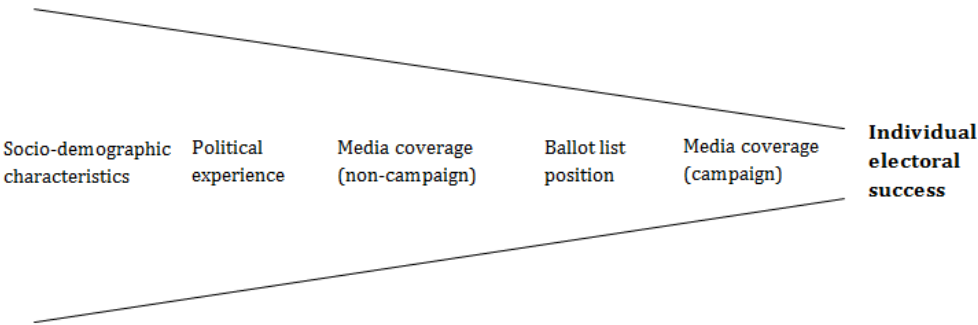 Socio-demographic
characteristics
Political
experience
Media coverage
(non-campaign)
Ballot list
position
Media coverage
(campaign)
Individual
electoral
success